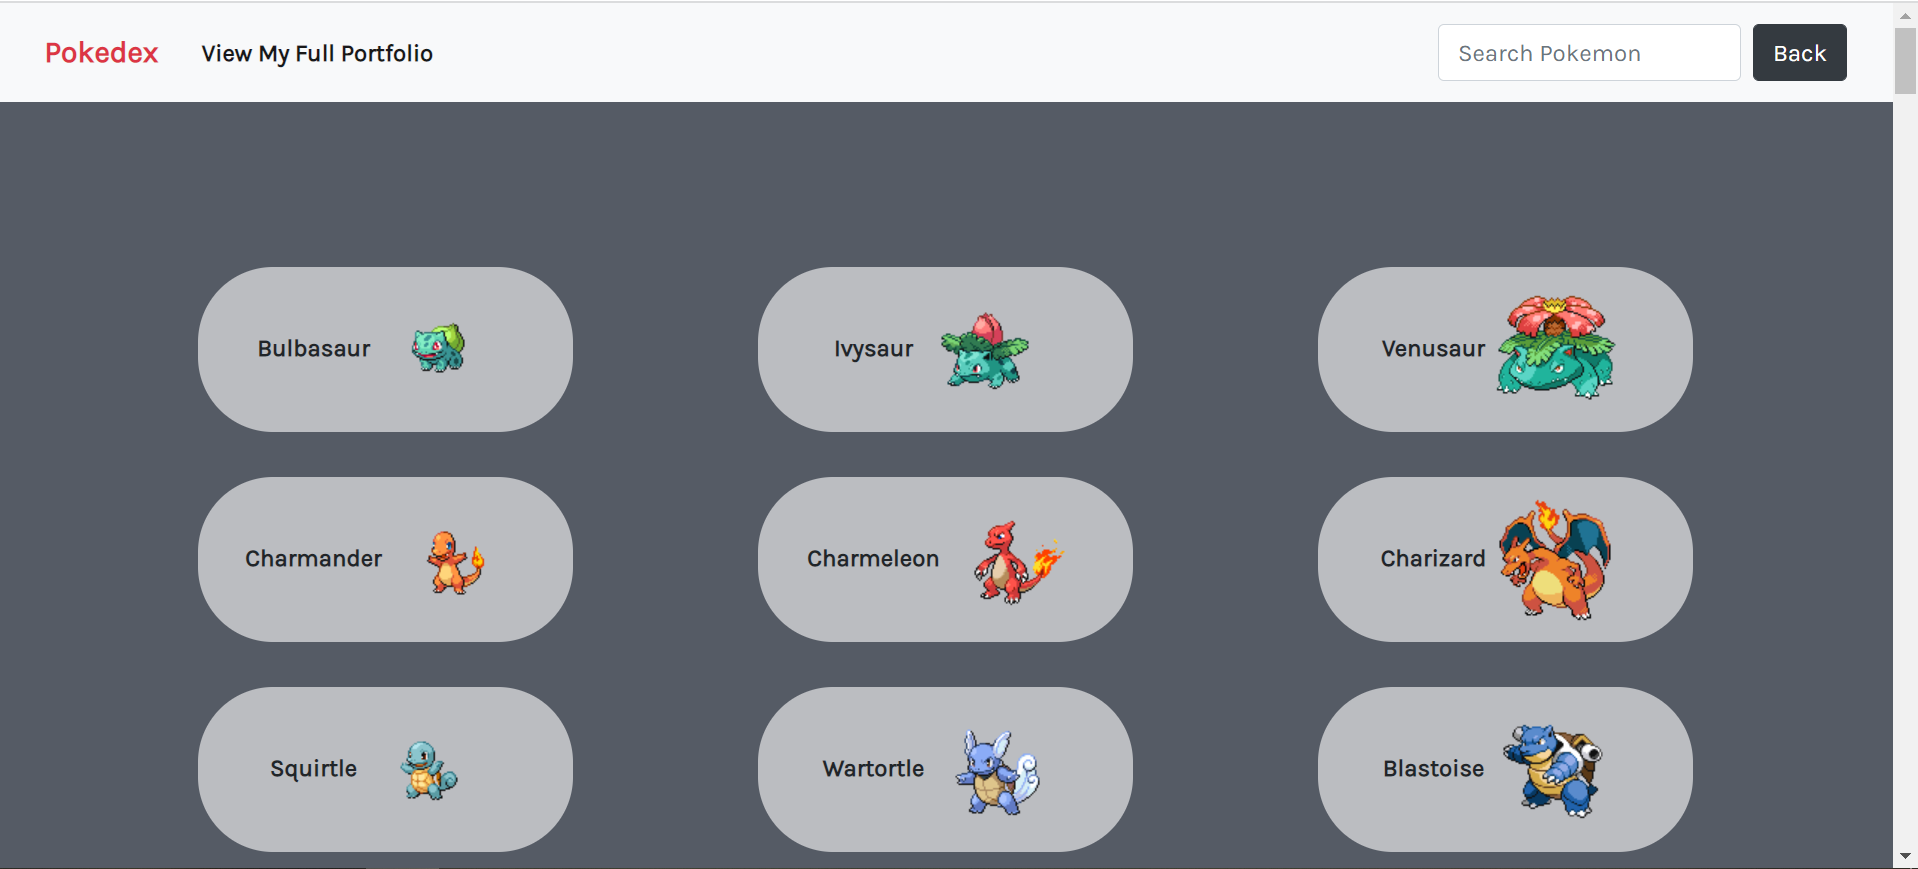 Pokedex View My Full Portfolio Search Pokemon Back
Bulbasaur Ivysaur Venusaur
Charmander Charmeleon Charizard
Squirtle Wartortle Blastoise